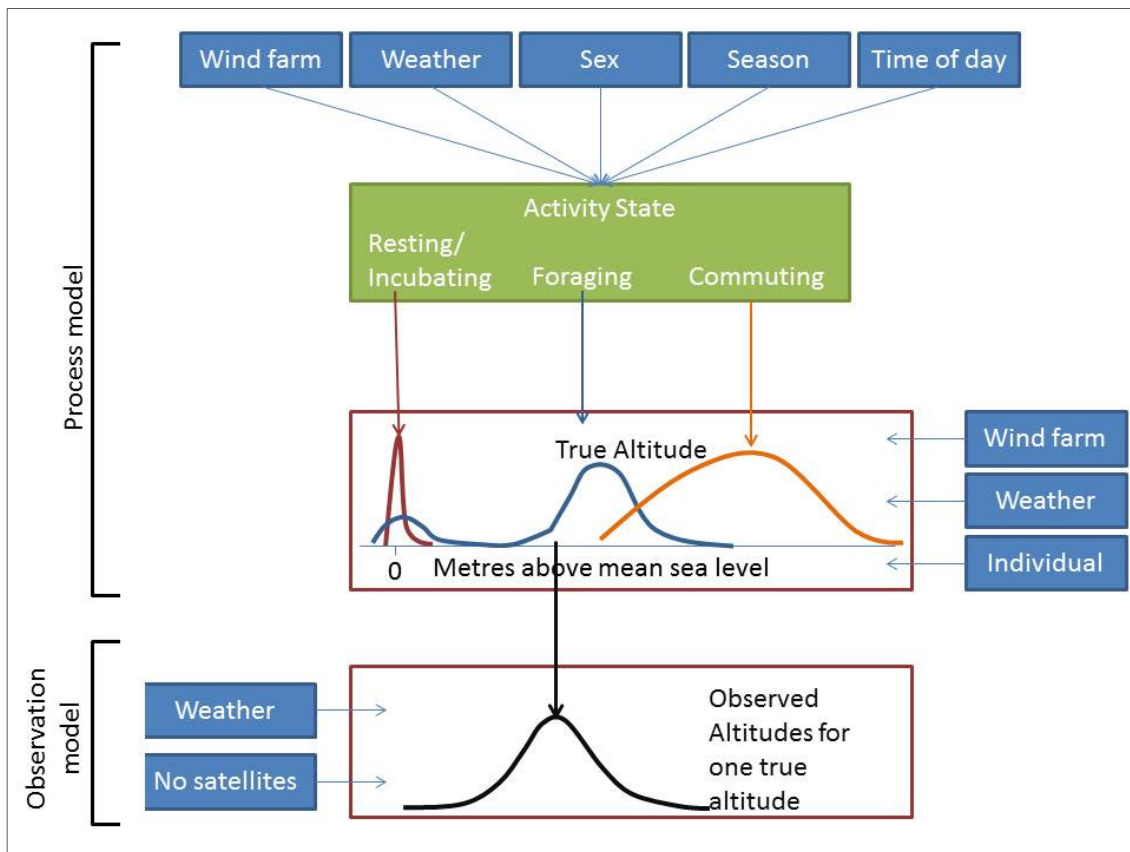 Wind farm
Weather
Sex
Season
Time of day
Process model
Activity State
Resting/
Incubating
Foraging
Commuting
True Altitude
0
Metres above mean sea level
Wind farm
Weather
Individual
Observation
model
Weather
No satellites
Observed
Altitudes for
one true
altitude